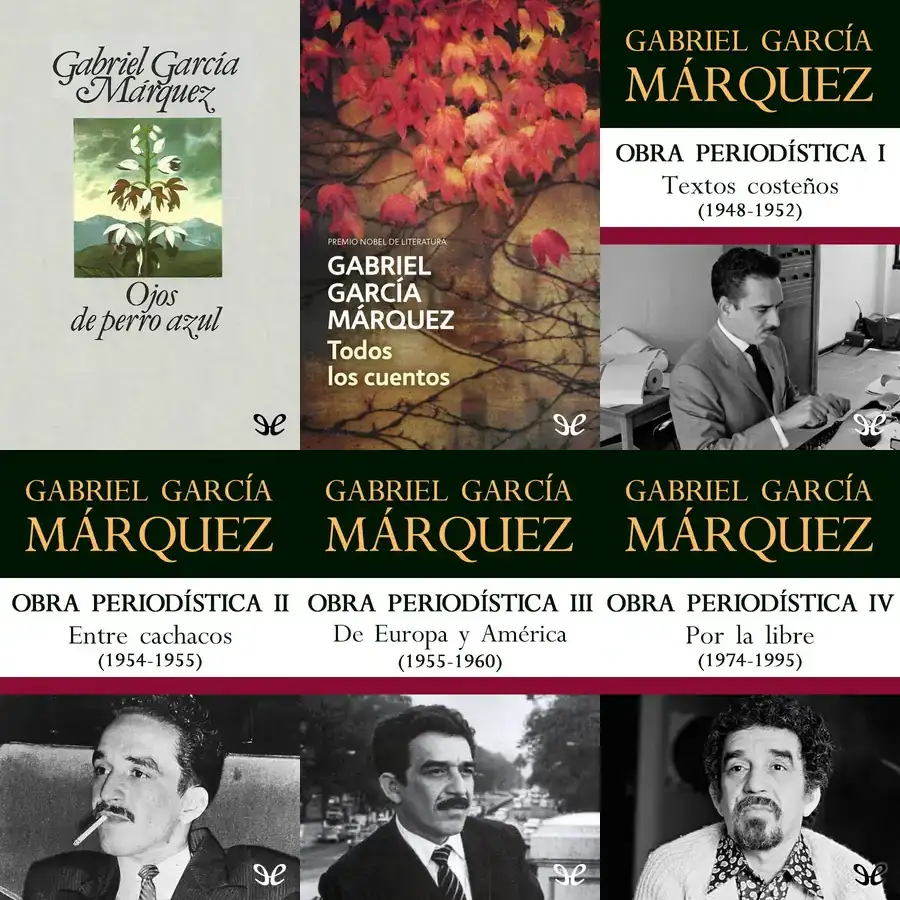 Gabriel García
Márquez
Ojos
de perro azul
PREMIO NOBEL DE LITERATURA
GABRIEL
GARCÍA
MÁRQUEZ
Todos
los cuentos
GABRIEL GARCÍA
MÁRQUEZ
OBRA PERIODÍSTICA I
Textos costeños
(1948-1952)
GABRIEL GARCÍA
MÁRQUEZ
OBRA PERIODÍSTICA II
Entre cachacos
(1954-1955)
GABRIEL GARCÍA
MÁRQUEZ
OBRA PERIODÍSTICA III
De Europa y América
(1955-1960)
GABRIEL GARCÍA
MÁRQUEZ
OBRA PERIODÍSTICA IV
Por la libre
(1974-1995)